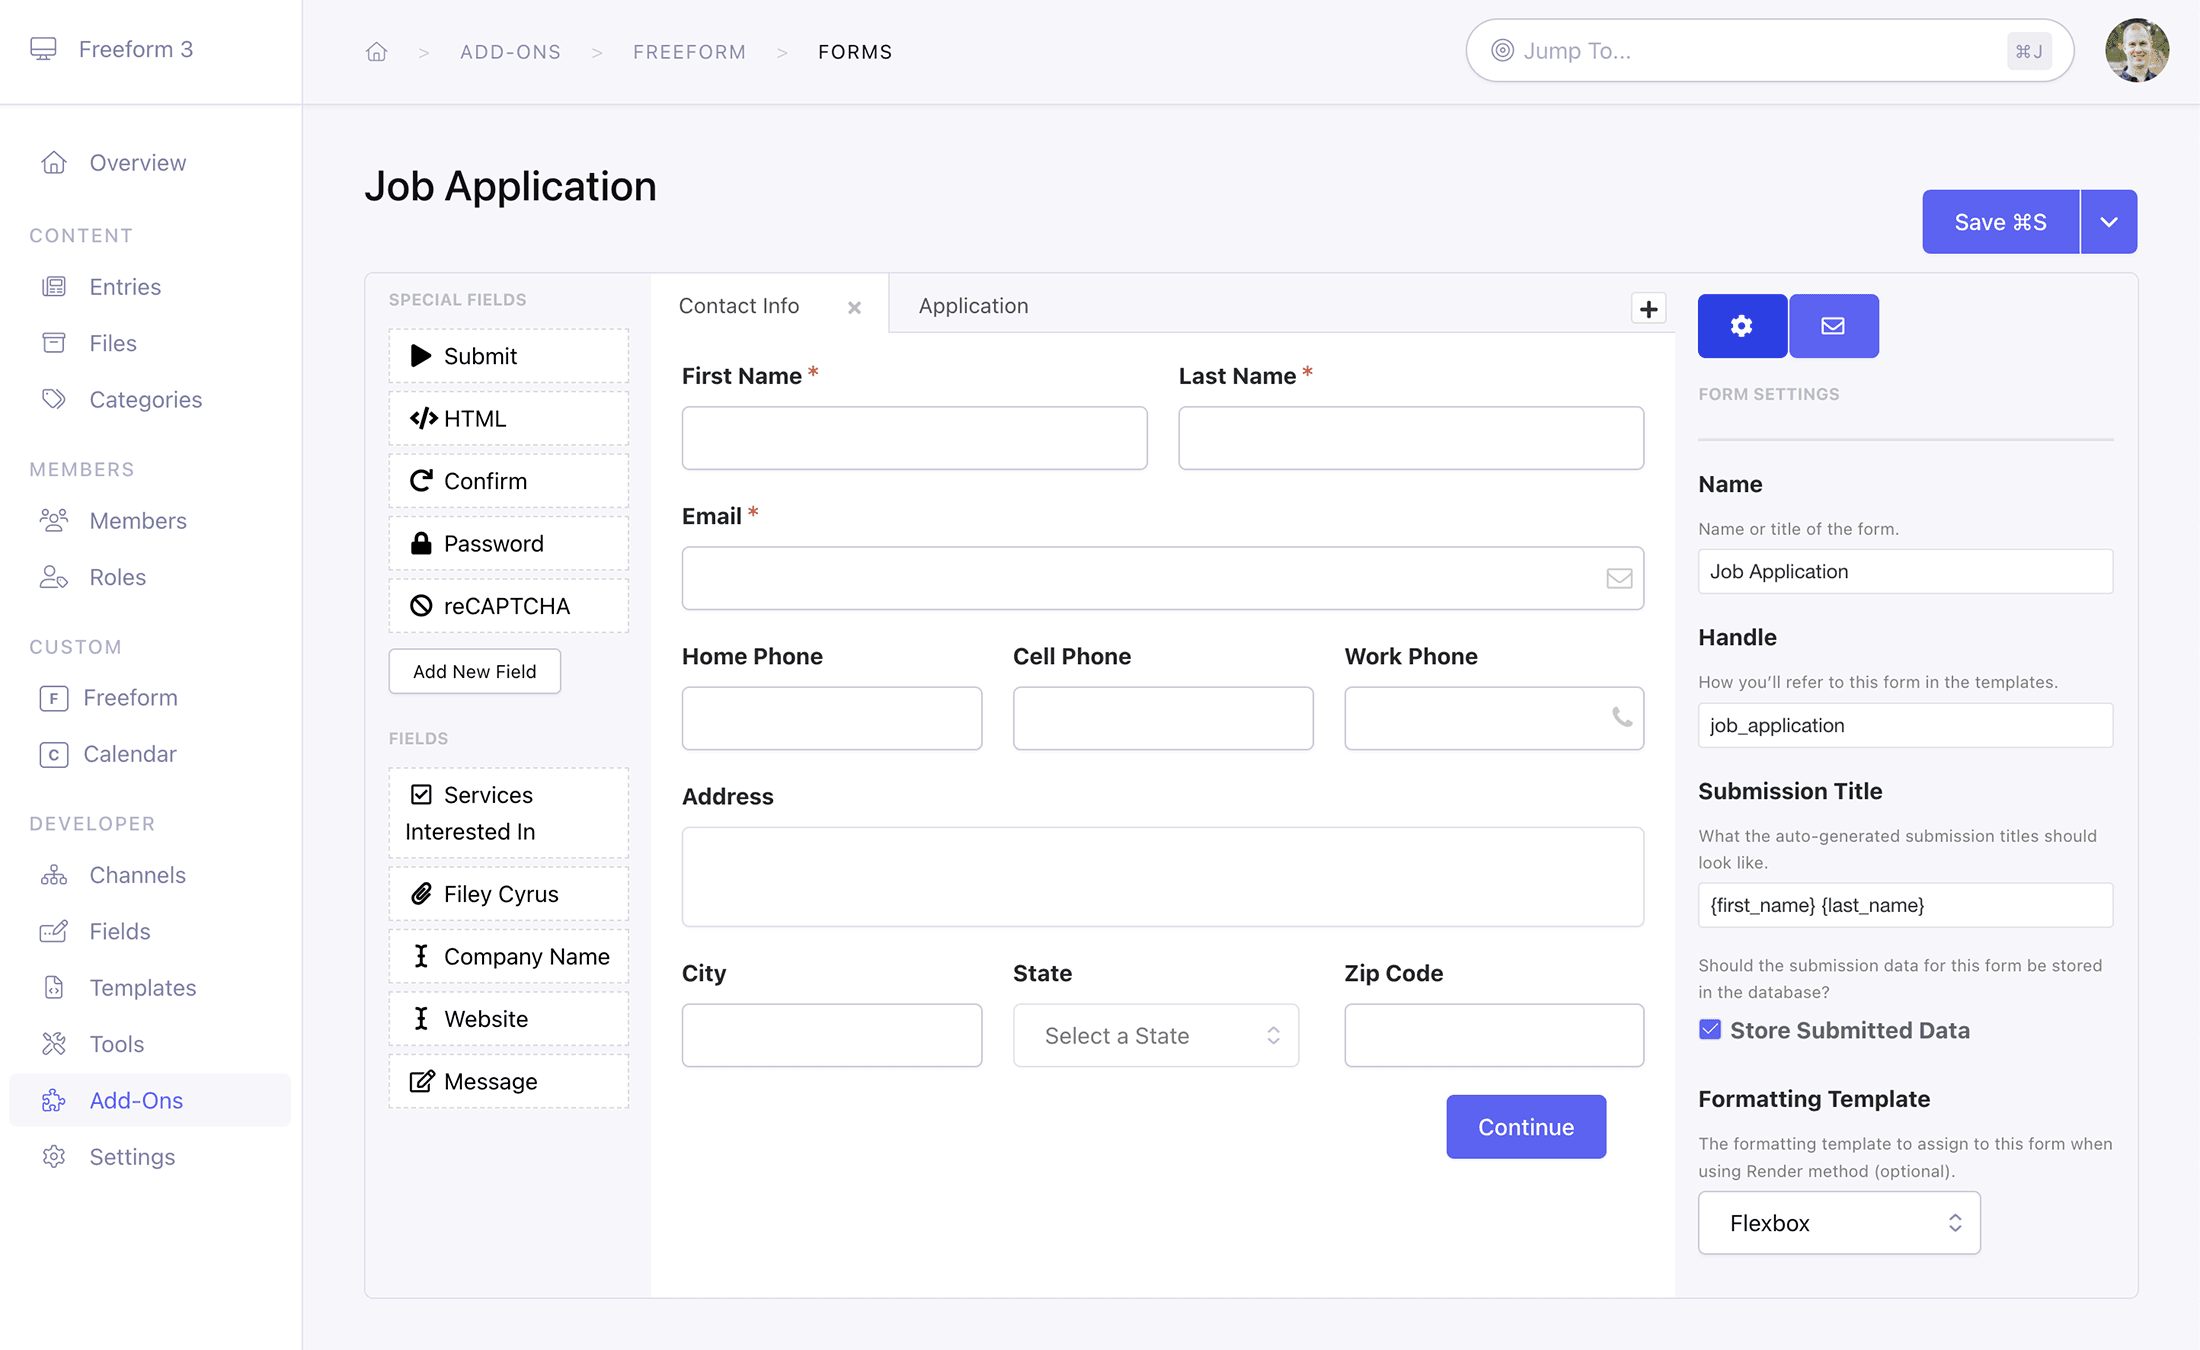 Freeform 3
> ADD-ONS > FREEFORM > FORMS
Jump To...
⌘J
Overview
CONTENT
Entries
Files
Categories
MEMBERS
Members
Roles
CUSTOM
F Freeform
C Calendar
DEVELOPER
Channels
Fields
Templates
Tools
Add-Ons
Settings
Job Application
Save ⌘S
SPECIAL FIELDS
Submit
HTML
Confirm
Password
reCAPTCHA
Add New Field
FIELDS
Services
Interested In
Filey Cyrus
Company Name
Website
Message
Contact Info
Application
First Name *
Last Name *
Email *
Home Phone
Cell Phone
Work Phone
Address
City
State
Zip Code
Select a State
Continue
FORM SETTINGS
Name
Name or title of the form.
Job Application
Handle
How you’ll refer to this form in the templates.
job_application
Submission Title
What the auto-generated submission titles should
look like.
{first_name} {last_name}
Should the submission data for this form be stored
in the database?
Store Submitted Data
Formatting Template
The formatting template to assign to this form when
using Render method (optional).
Flexbox